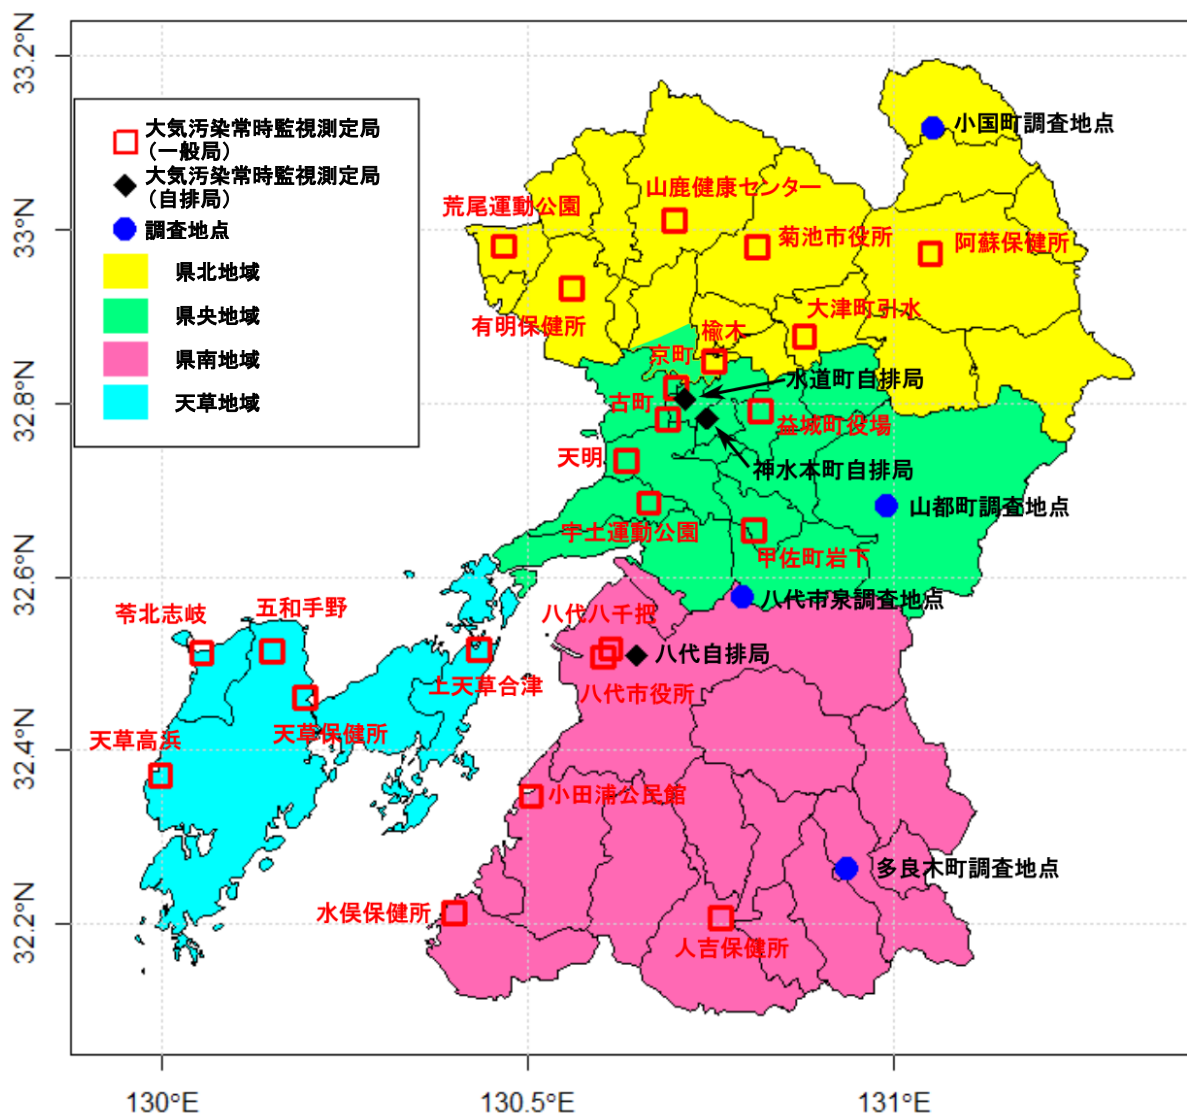 33.2°N
33°N
32.8°N
32.6°N
32.4°N
32.2°N
大気汚染常時監視測定局
（一般局）
大気汚染常時監視測定局
（自排局）
調査地点
県北地域
県央地域
県南地域
天草地域
小国町調査地点
山鹿健康センター
荒尾運動公園
菊池市役所
阿蘇保健所
有明保健所
大津町引水
楡木
京町
水道町自排局
古町
益城町役場
天明
神水本町自排局
山都町調査地点
宇土運動公園
甲佐町岩下
八代市泉調査地点
苓北志岐
五和手野
八代八千把
八代自排局
上天草合津
八代市役所
天草保健所
天草高浜
小田浦公民館
多良木町調査地点
水俣保健所
人吉保健所
130°E
130.5°E
131°E